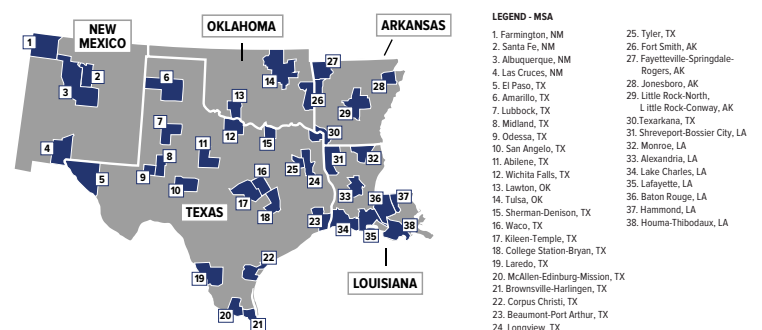 NEW
MEXICO
OKLAHOMA
ARKANSAS
1
2
3
4
5
6
7
8
9
10
11
12
13
14
15
16
17
18
19
20
21
22
23
24
25
26
27
28
29
30
31
32
33
34
35
36
37
38
TEXAS
LOUISIANA
LEGEND - MSA
1. Farmington, NM
2. Santa Fe, NM
3. Albuquerque, NM
4. Las Cruces, NM
5. El Paso, TX
6. Amarillo, TX
7. Lubbock, TX
8. Midland, TX
9. Odessa, TX
10. San Angelo, TX
11. Abilene, TX
12. Wichita Falls, TX
13. Lawton, OK
14. Tulsa, OK
15. Sherman-Denison, TX
16. Waco, TX
17. Kileen-Temple, TX
18. College Station-Bryan, TX
19. Laredo, TX
20. McAllen-Edinburg-Mission, TX
21. Brownsville-Harlingen, TX
22. Corpus Christi, TX
23. Beaumont-Port Arthur, TX
24. Longview, TX
25. Tyler, TX
26. Fort Smith, AK
27. Fayetteville-Springdale-
Rogers, AK
28. Jonesboro, AK
29. Little Rock-North,
Little Rock-Conway, AK
30.Texarkana, TX
31. Shreveport-Bossier City, LA
32. Monroe, LA
33. Alexandria, LA
34. Lake Charles, LA
35. Lafayette, LA
36. Baton Rouge, LA
37. Hammond, LA
38. Houma-Thibodaux, LA